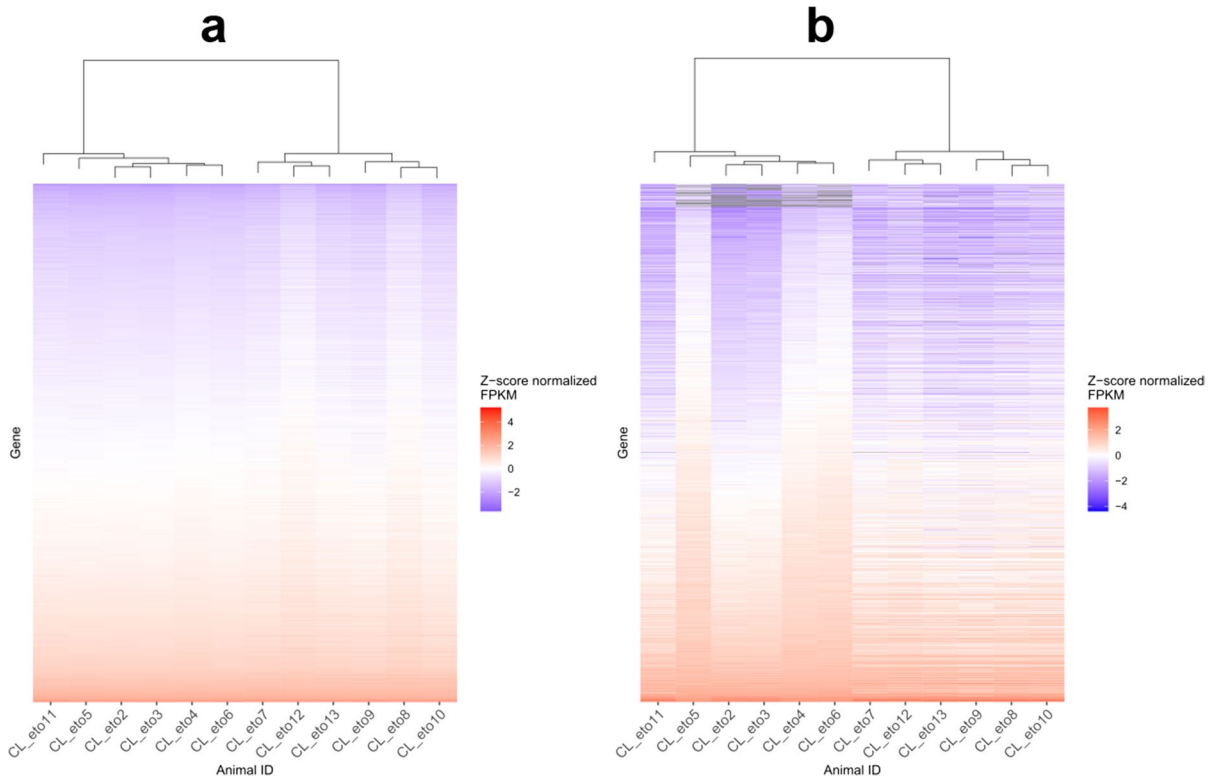 a
Z−score normalized
FPKM
4
2
0
−2
Gene
CL_eto11
CL_eto5
CL_eto2
CL_eto3
CL_eto4
CL_eto6
CL_eto7
CL_eto12
CL_eto13
CL_eto9
CL_eto8
CL_eto10
Animal ID
b
Z−score normalized
FPKM
2
0
−2
−4
Gene
CL_eto11
CL_eto5
CL_eto2
CL_eto3
CL_eto4
CL_eto6
CL_eto7
CL_eto12
CL_eto13
CL_eto9
CL_eto8
CL_eto10
Animal ID